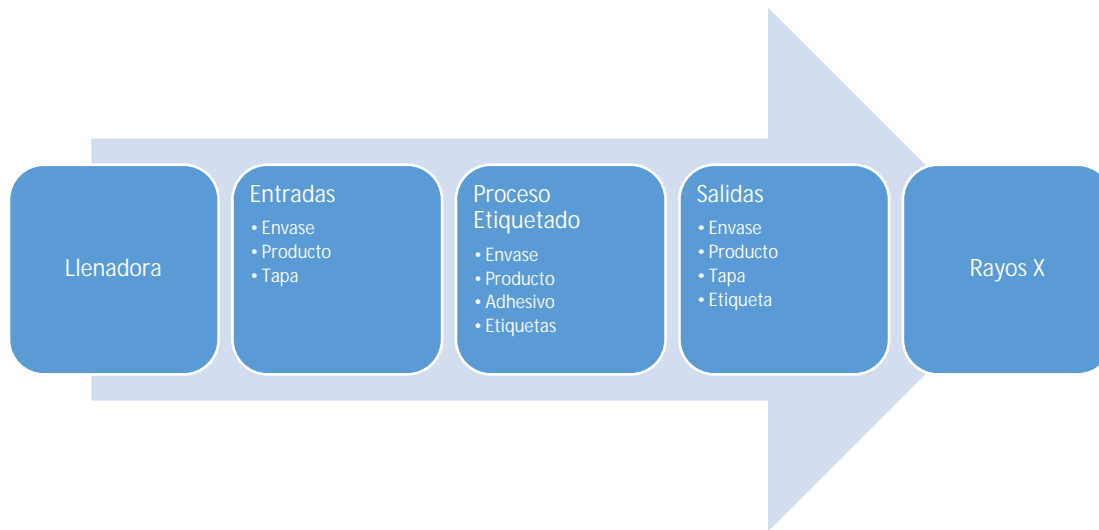 Llenadora
Entradas
• Envase
• Producto
• Tapa
Proceso
Etiquetado
• Envase
• Producto
• Adhesivo
• Etiquetas
Salidas
• Envase
• Producto
• Tapa
• Etiqueta
Rayos X